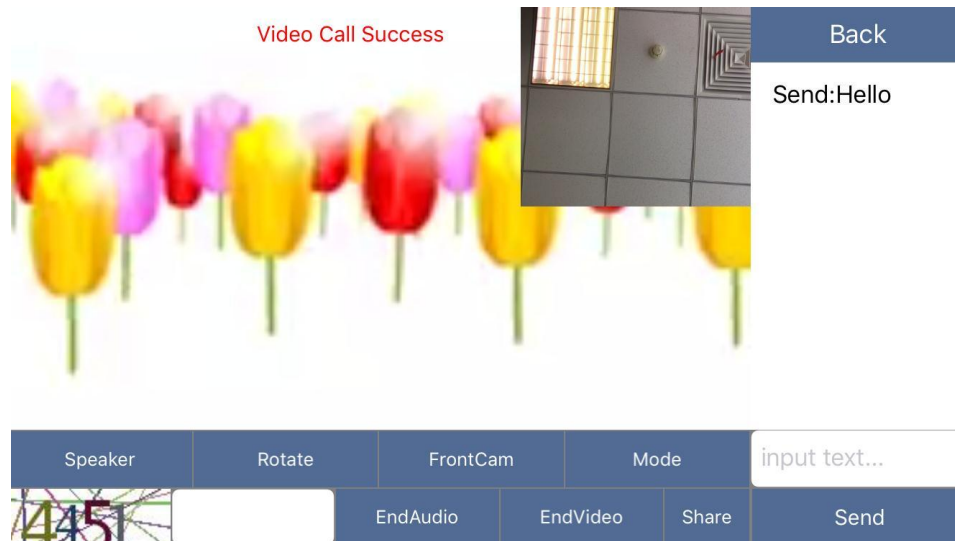 Video Call Success
Back
Send:Hello
Speaker
Rotate
FrontCam
Mode
input text...
4451
EndAudio
EndVideo
Share
Send